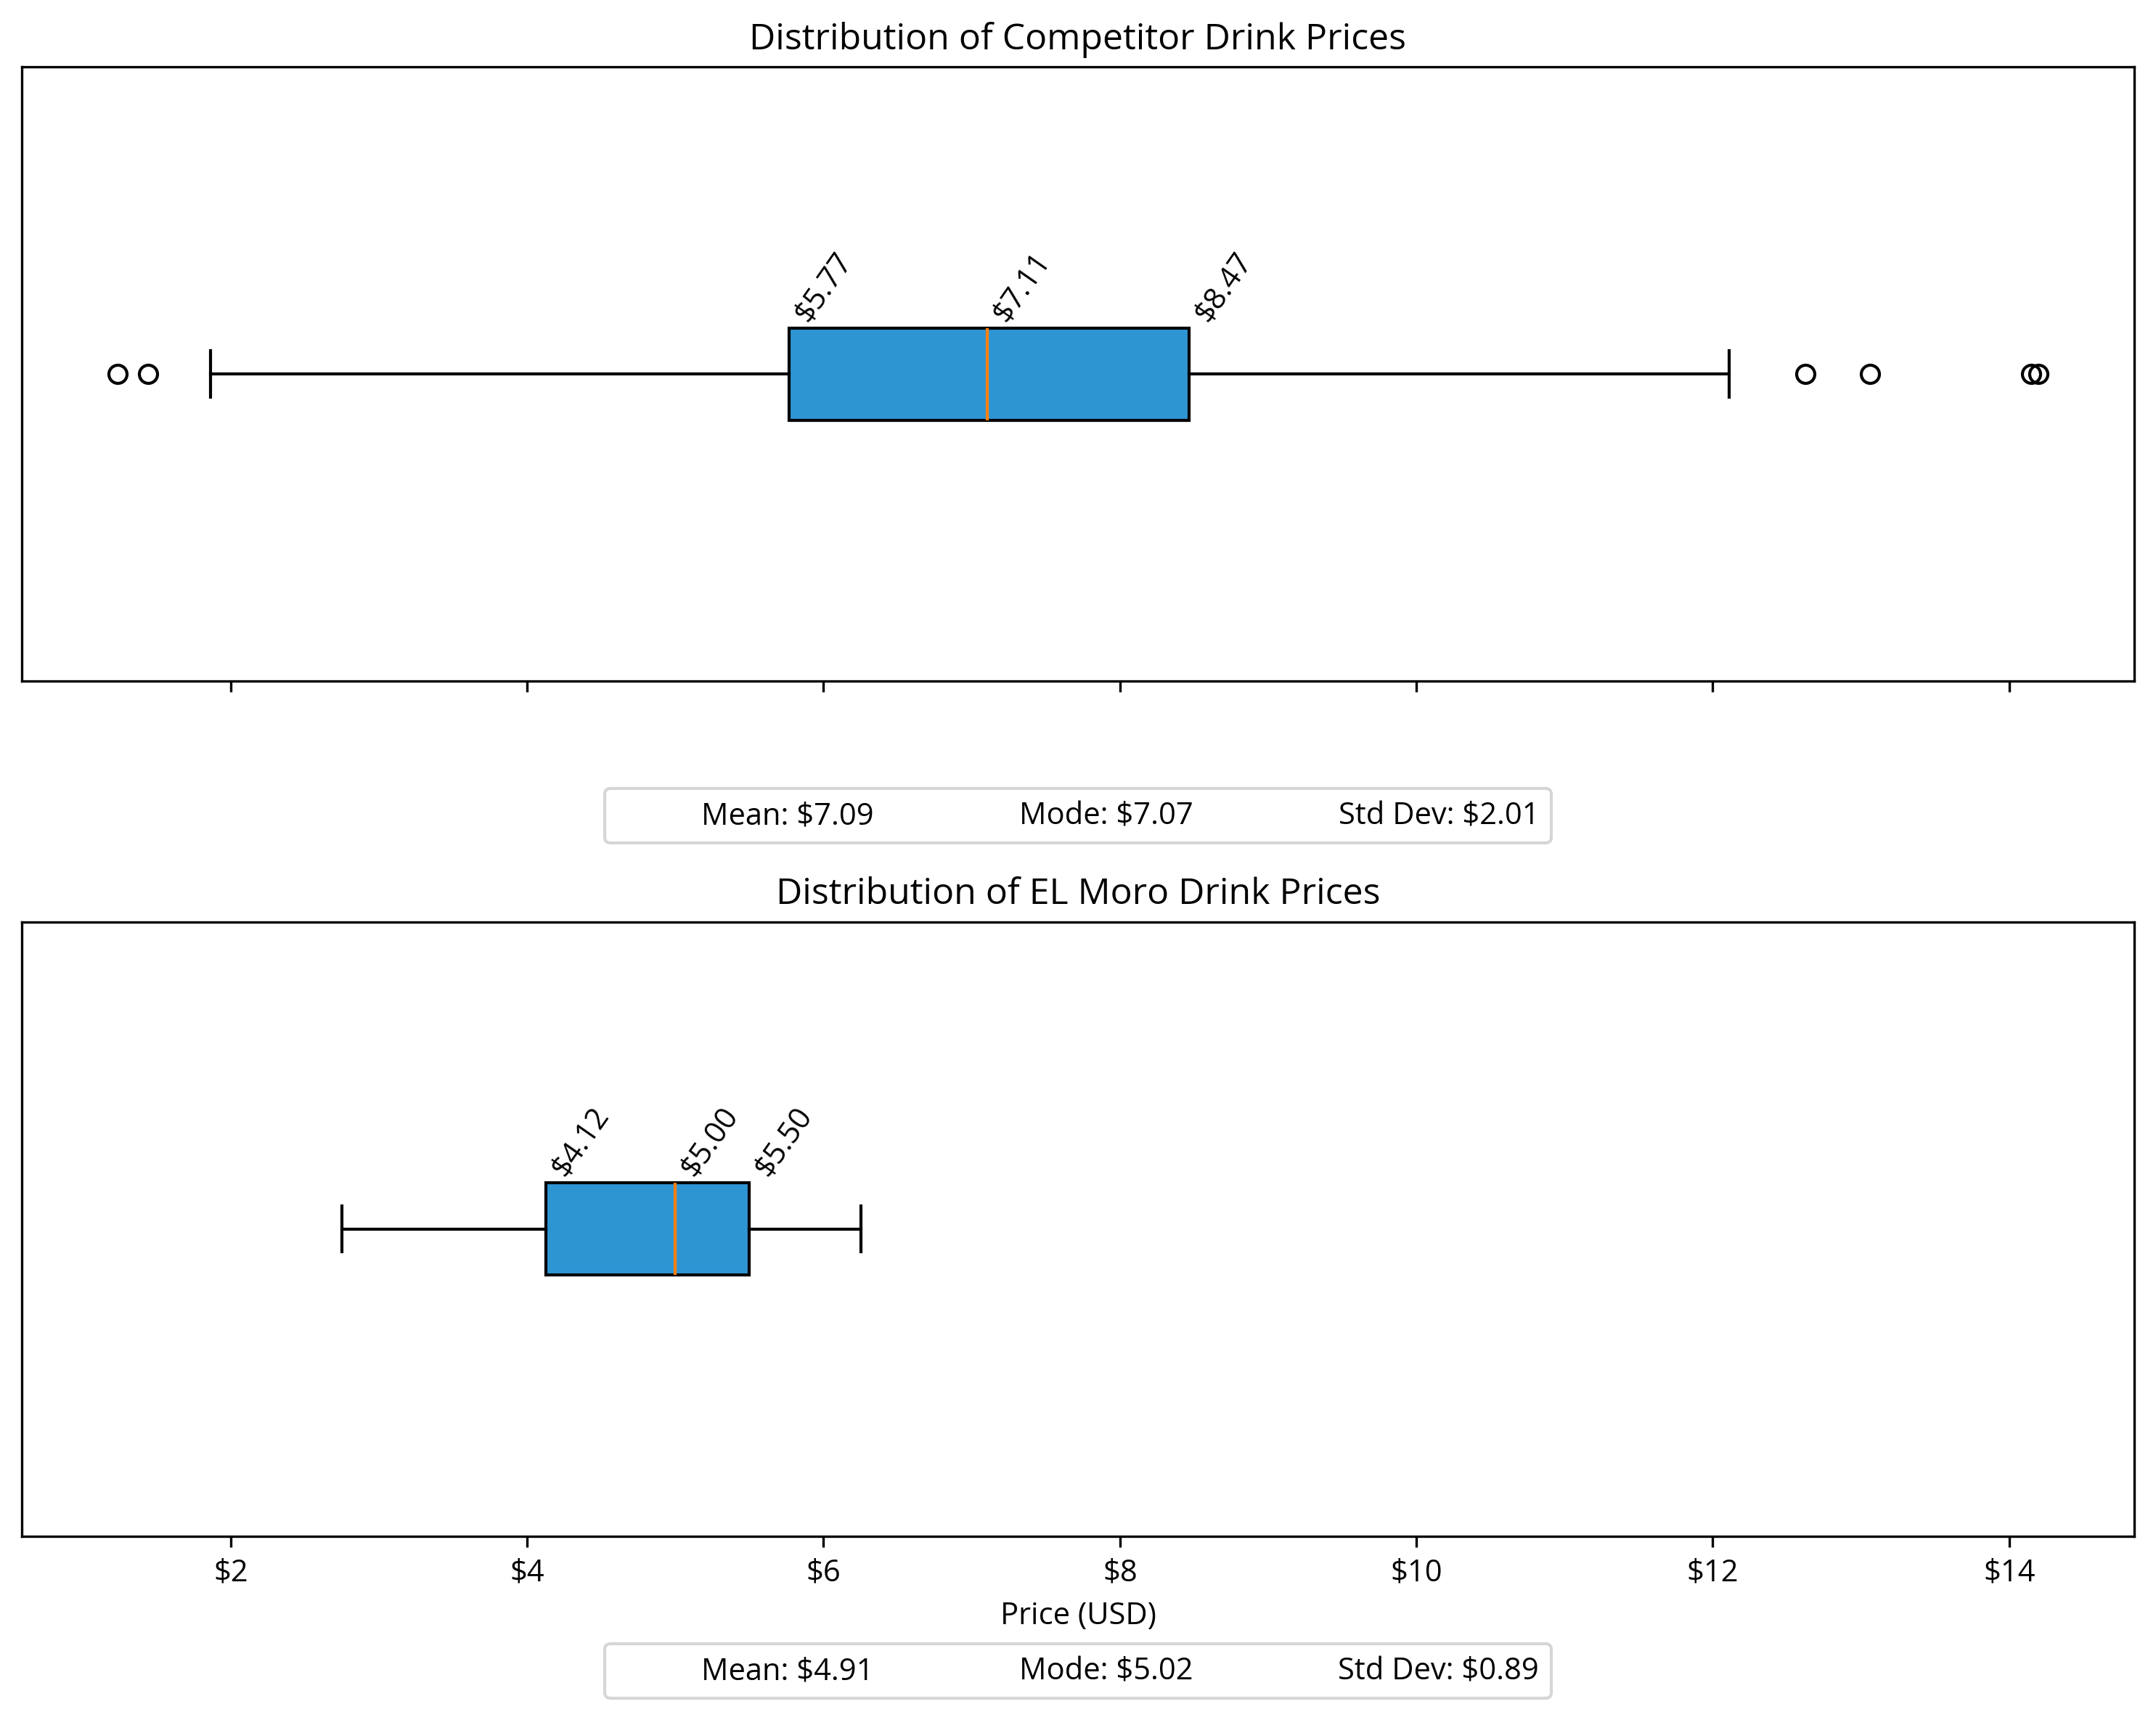 Distribution of Competitor Drink Prices
$5.77 $7.11 $8.47
Mean: $7.09 Mode: $7.07 Std Dev: $2.01
Distribution of EL Moro Drink Prices
$4.12 $5.00 $5.50
$2 $4 $6 $8 $10 $12 $14
Price (USD)
Mean: $4.91 Mode: $5.02 Std Dev: $0.89